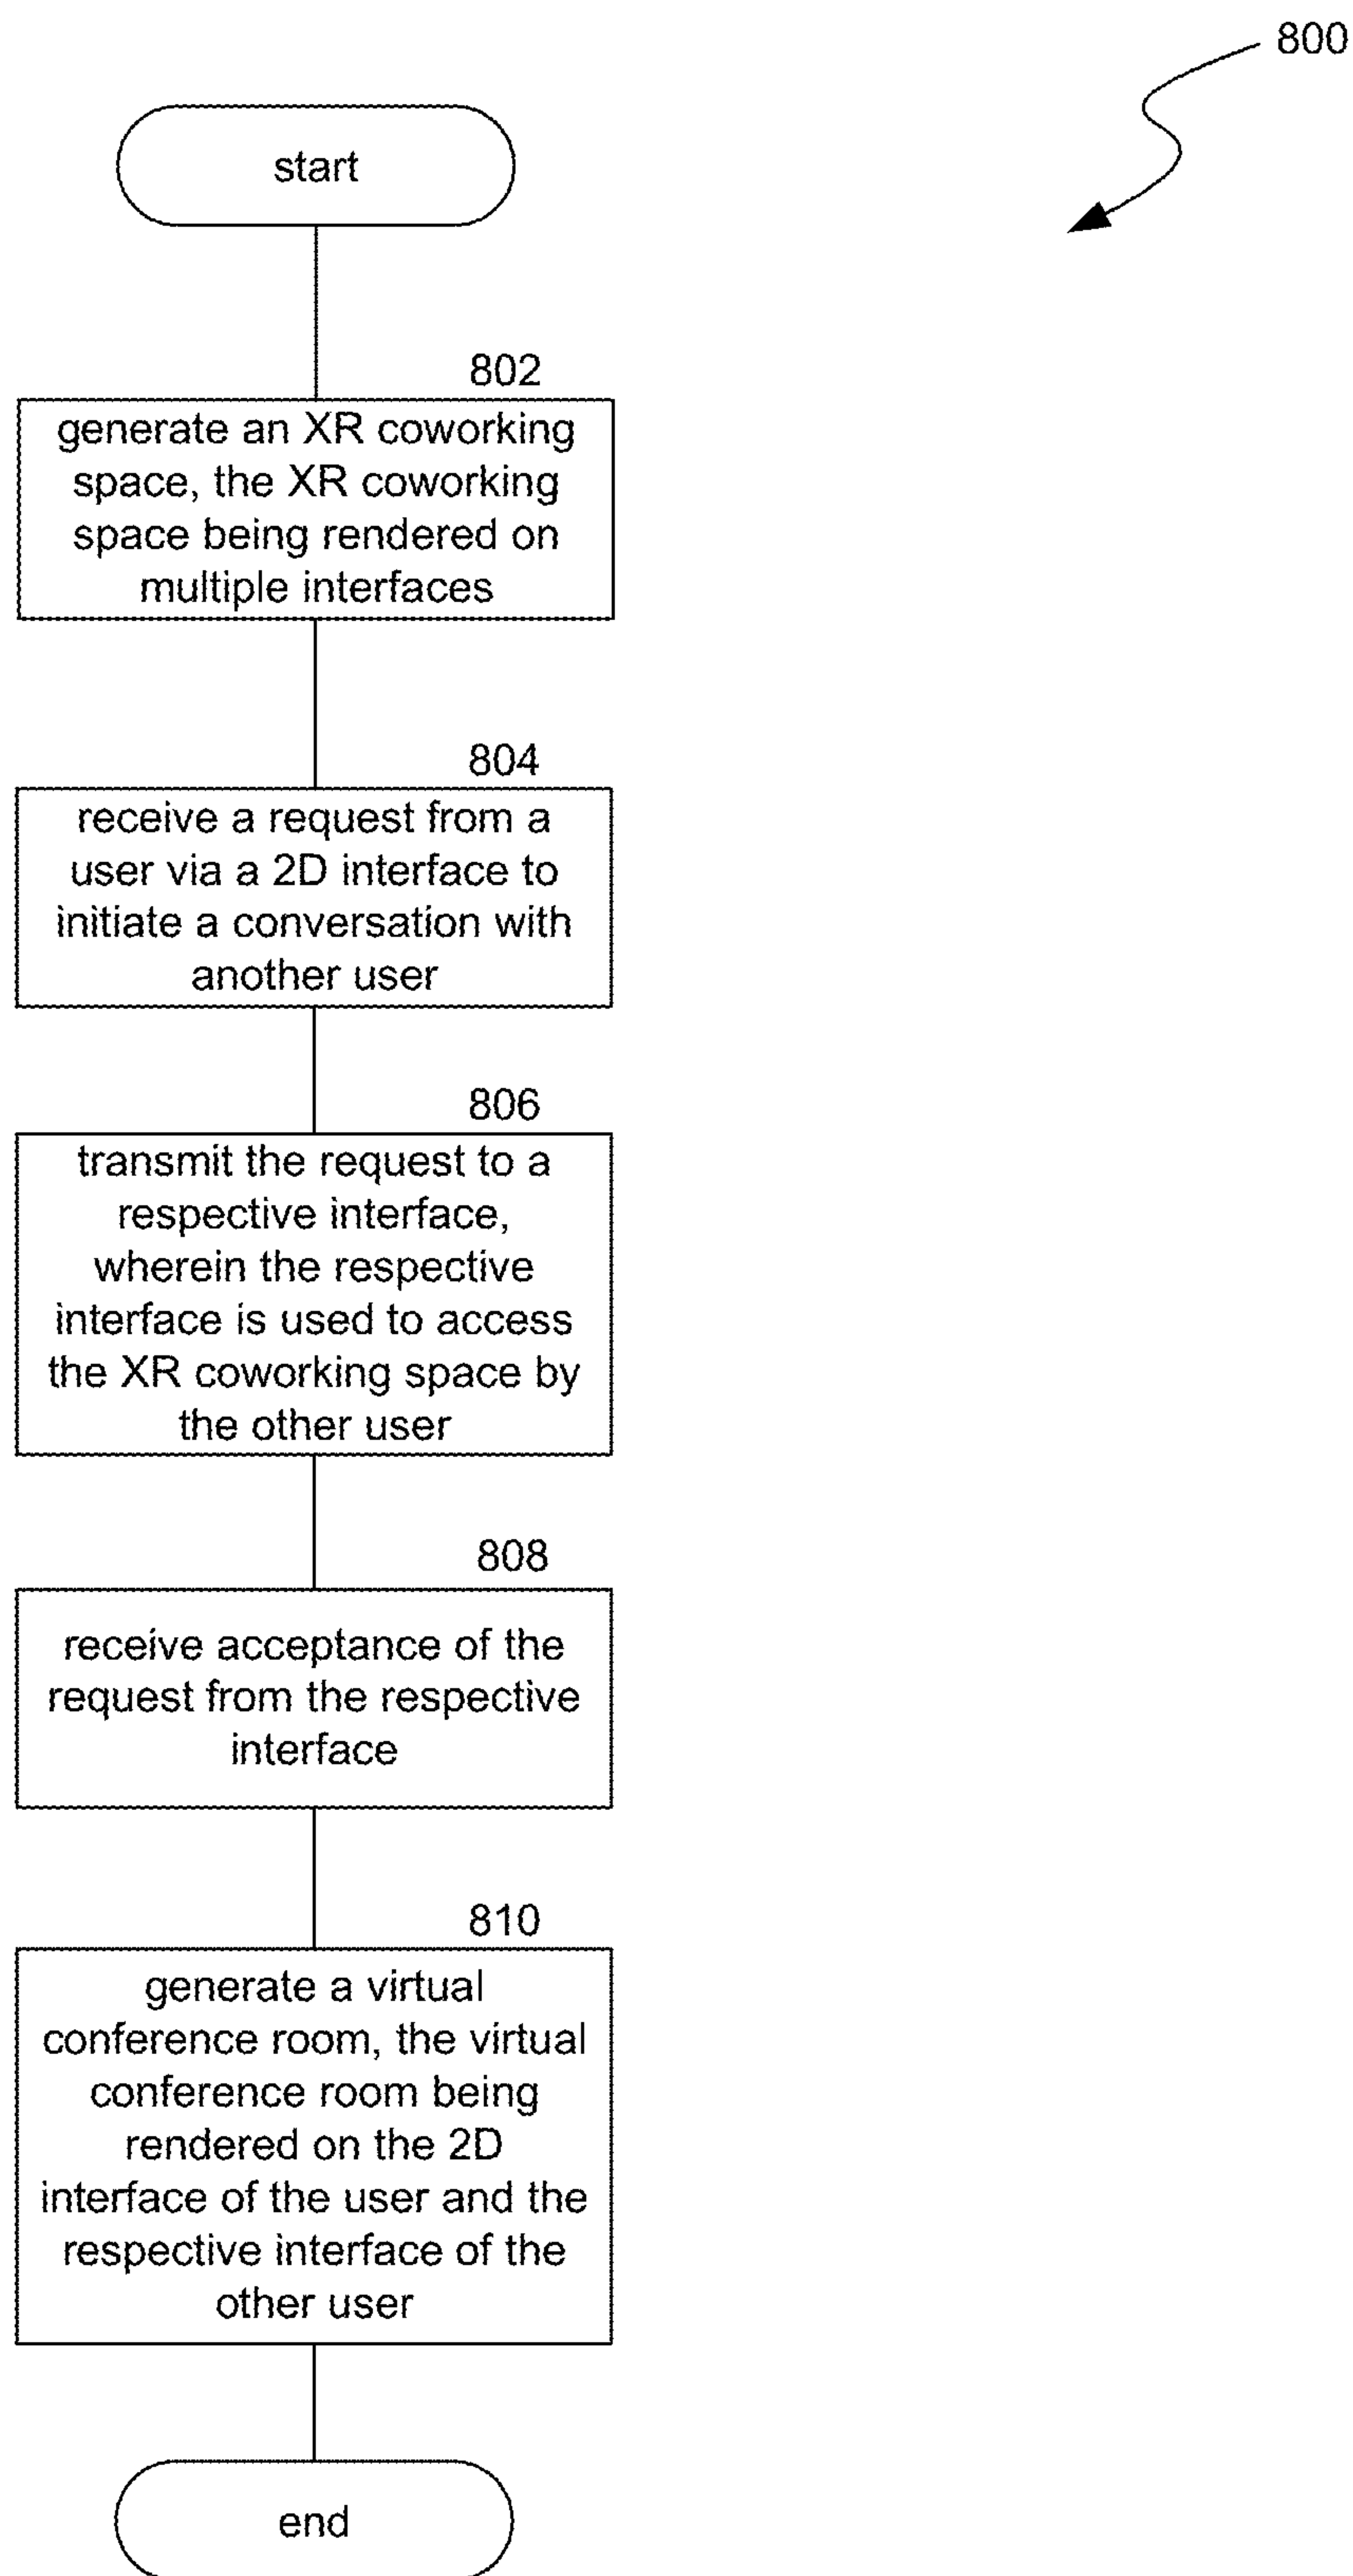 800
start
802
generate an XR coworking
space, the XR coworking
space being rendered on
multiple interfaces
804
receive a request from a
user via a 2D interface to
initiate a conversation with
another user
806
transmit the request to a
respective interface,
wherein the respective
interface is used to access
the XR coworking space by
the other user
808
receive acceptance of the
request from the respective
interface
810
generate a virtual
conference room, the virtual
conference room being
rendered on the 2D
interface of the user and the
respective interface of the
other user
end